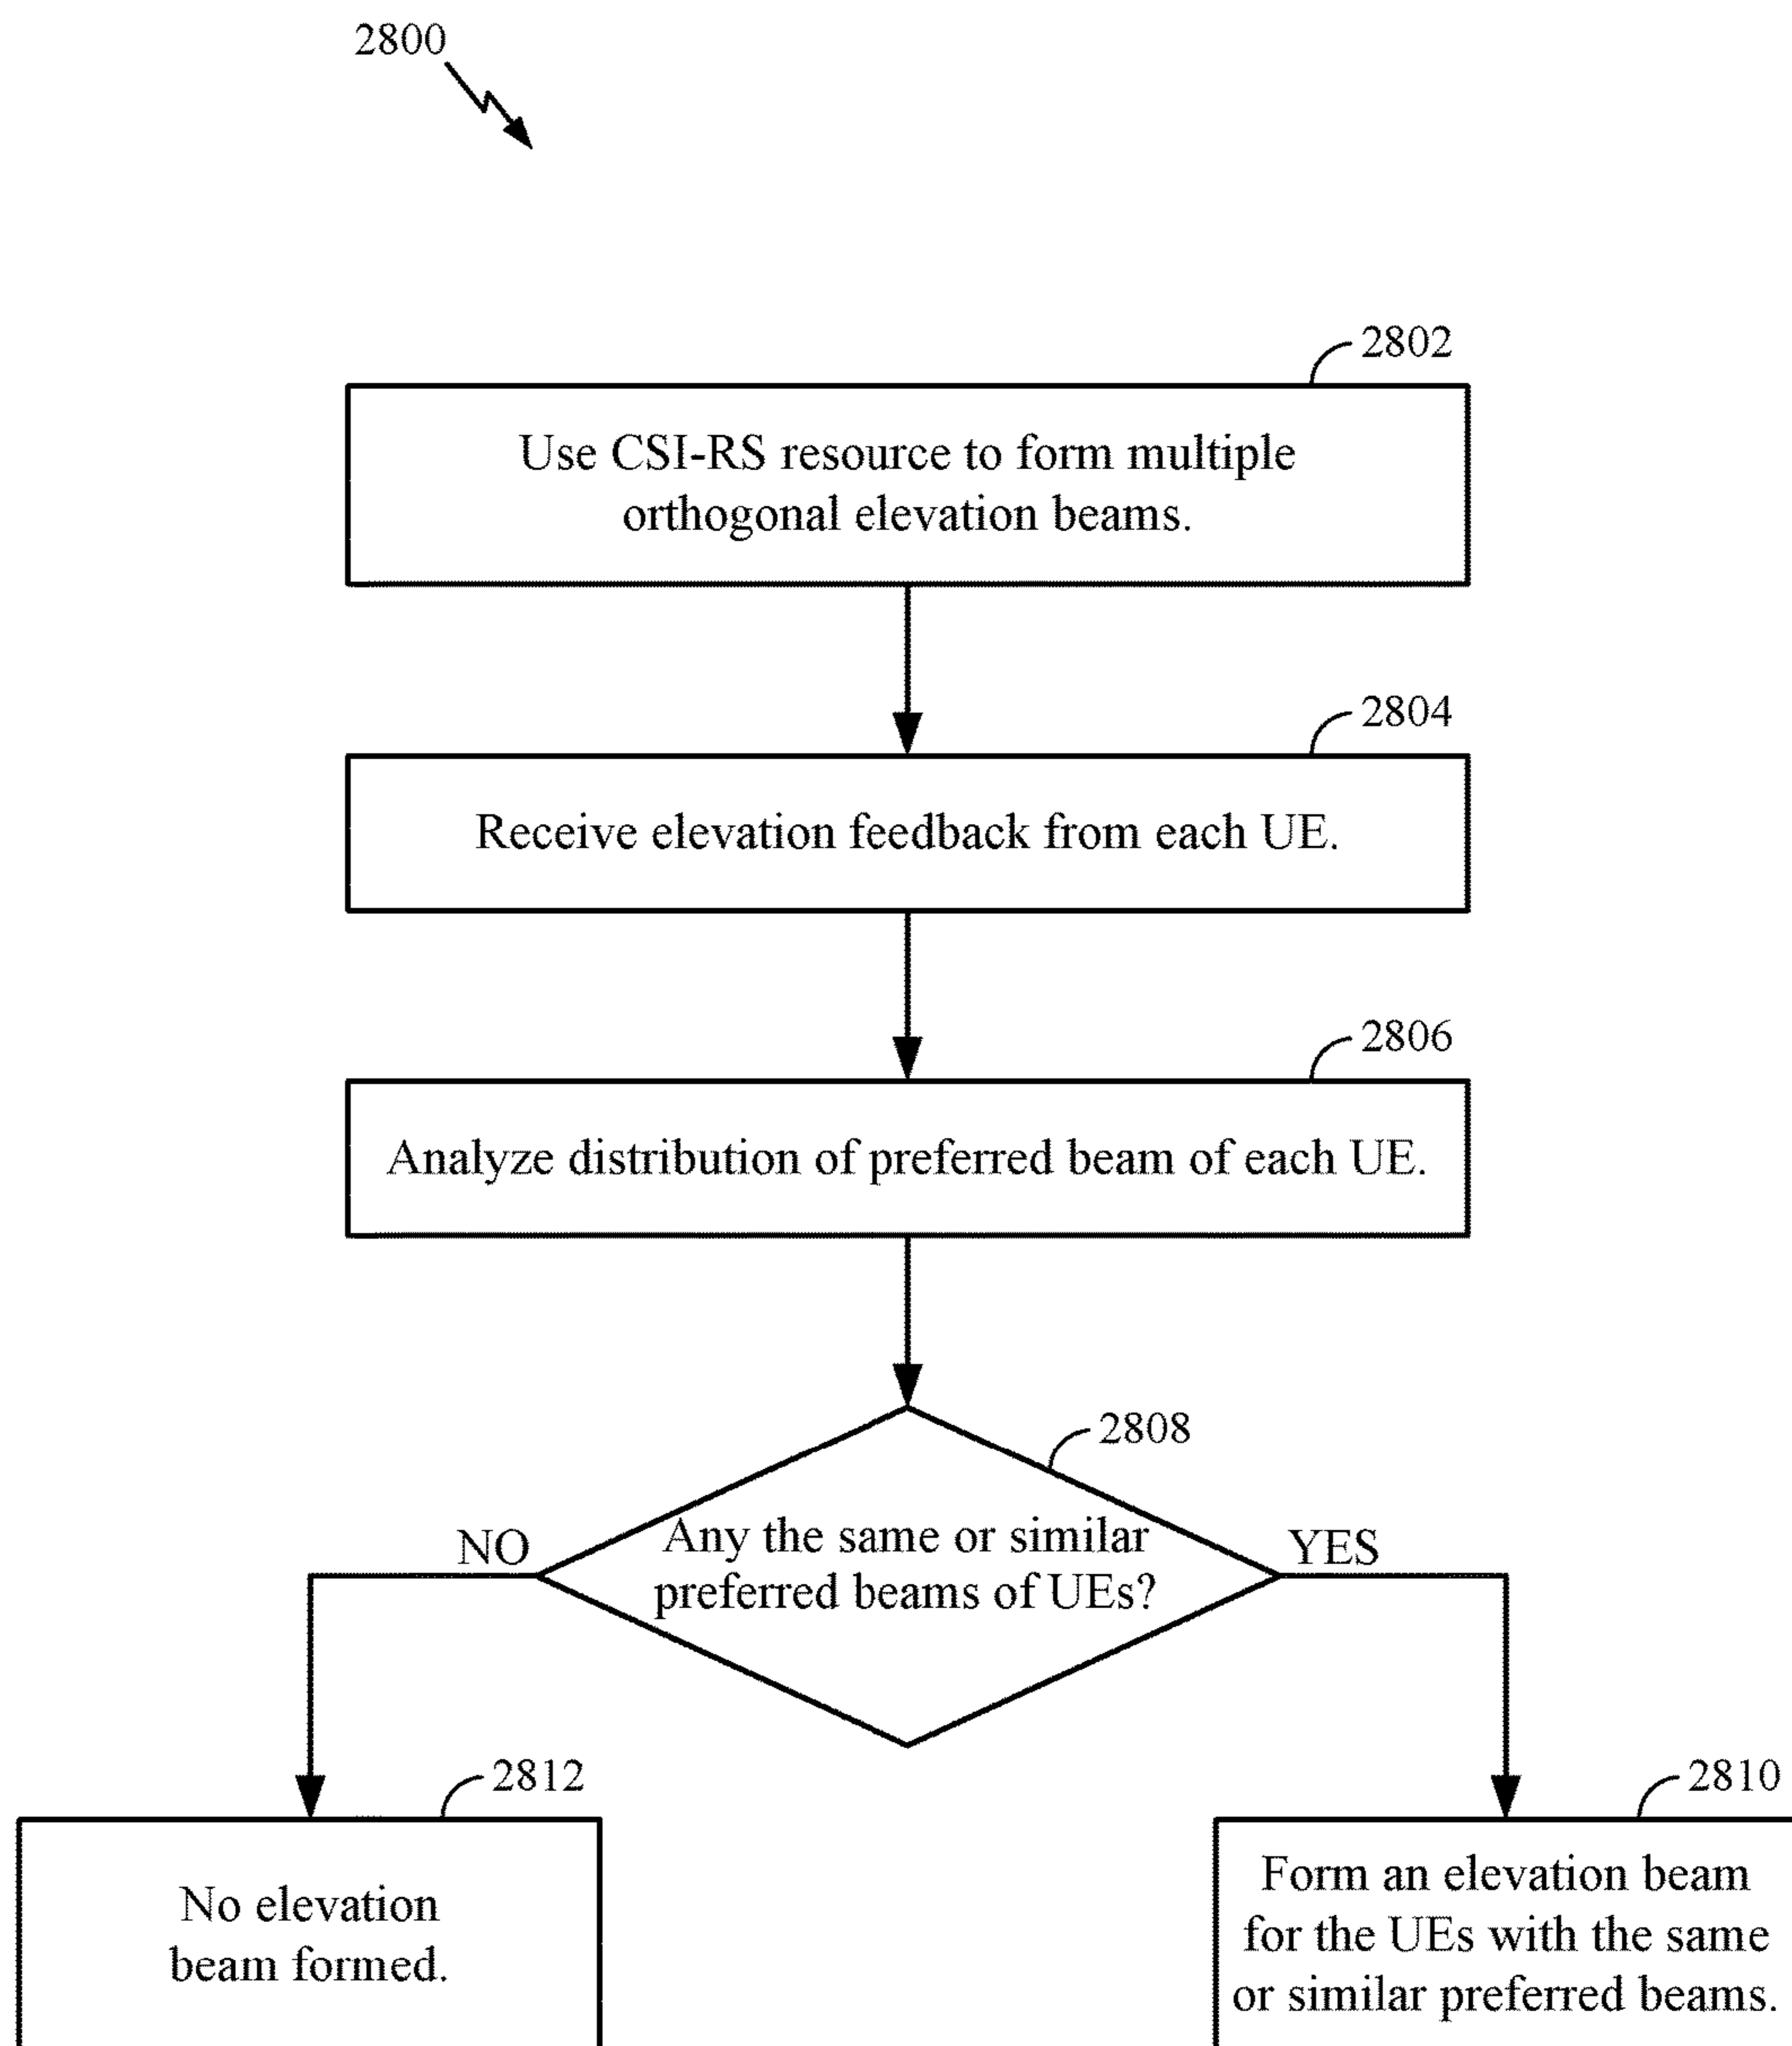 2800
2802
Use CSI-RS resource to form multiple
orthogonal elevation beams.
2804
Receive elevation feedback from each UE.
2806
Analyze distribution of preferred beam of each UE.
2808
NO
Any the same or similar
preferred beams of UEs?
YES
2812
No elevation
beam formed.
2810
Form an elevation beam
for the UEs with the same
or similar preferred beams.